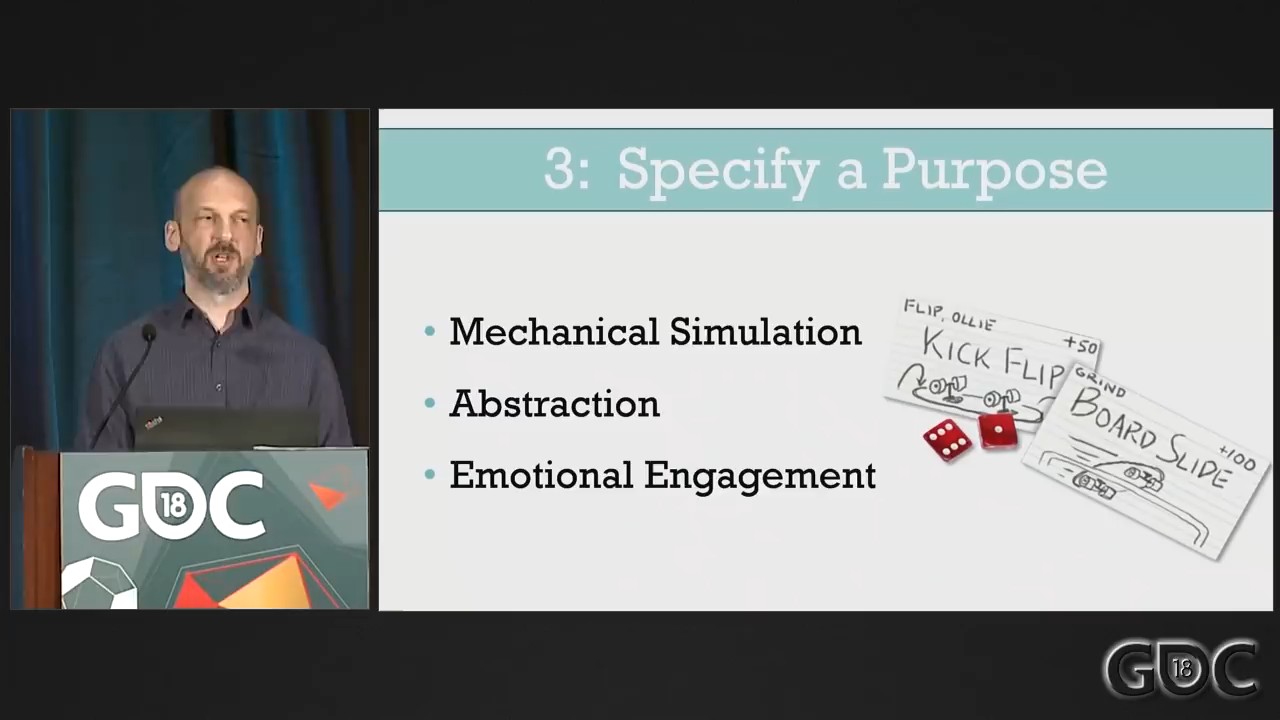 3: Specify a Purpose
• Mechanical Simulation
• Abstraction
• Emotional Engagement
FLIP, OLLIE
+50
KICK FLIP
GRIND
BOARD SLIDE
+100
GDC
18
GDC
18